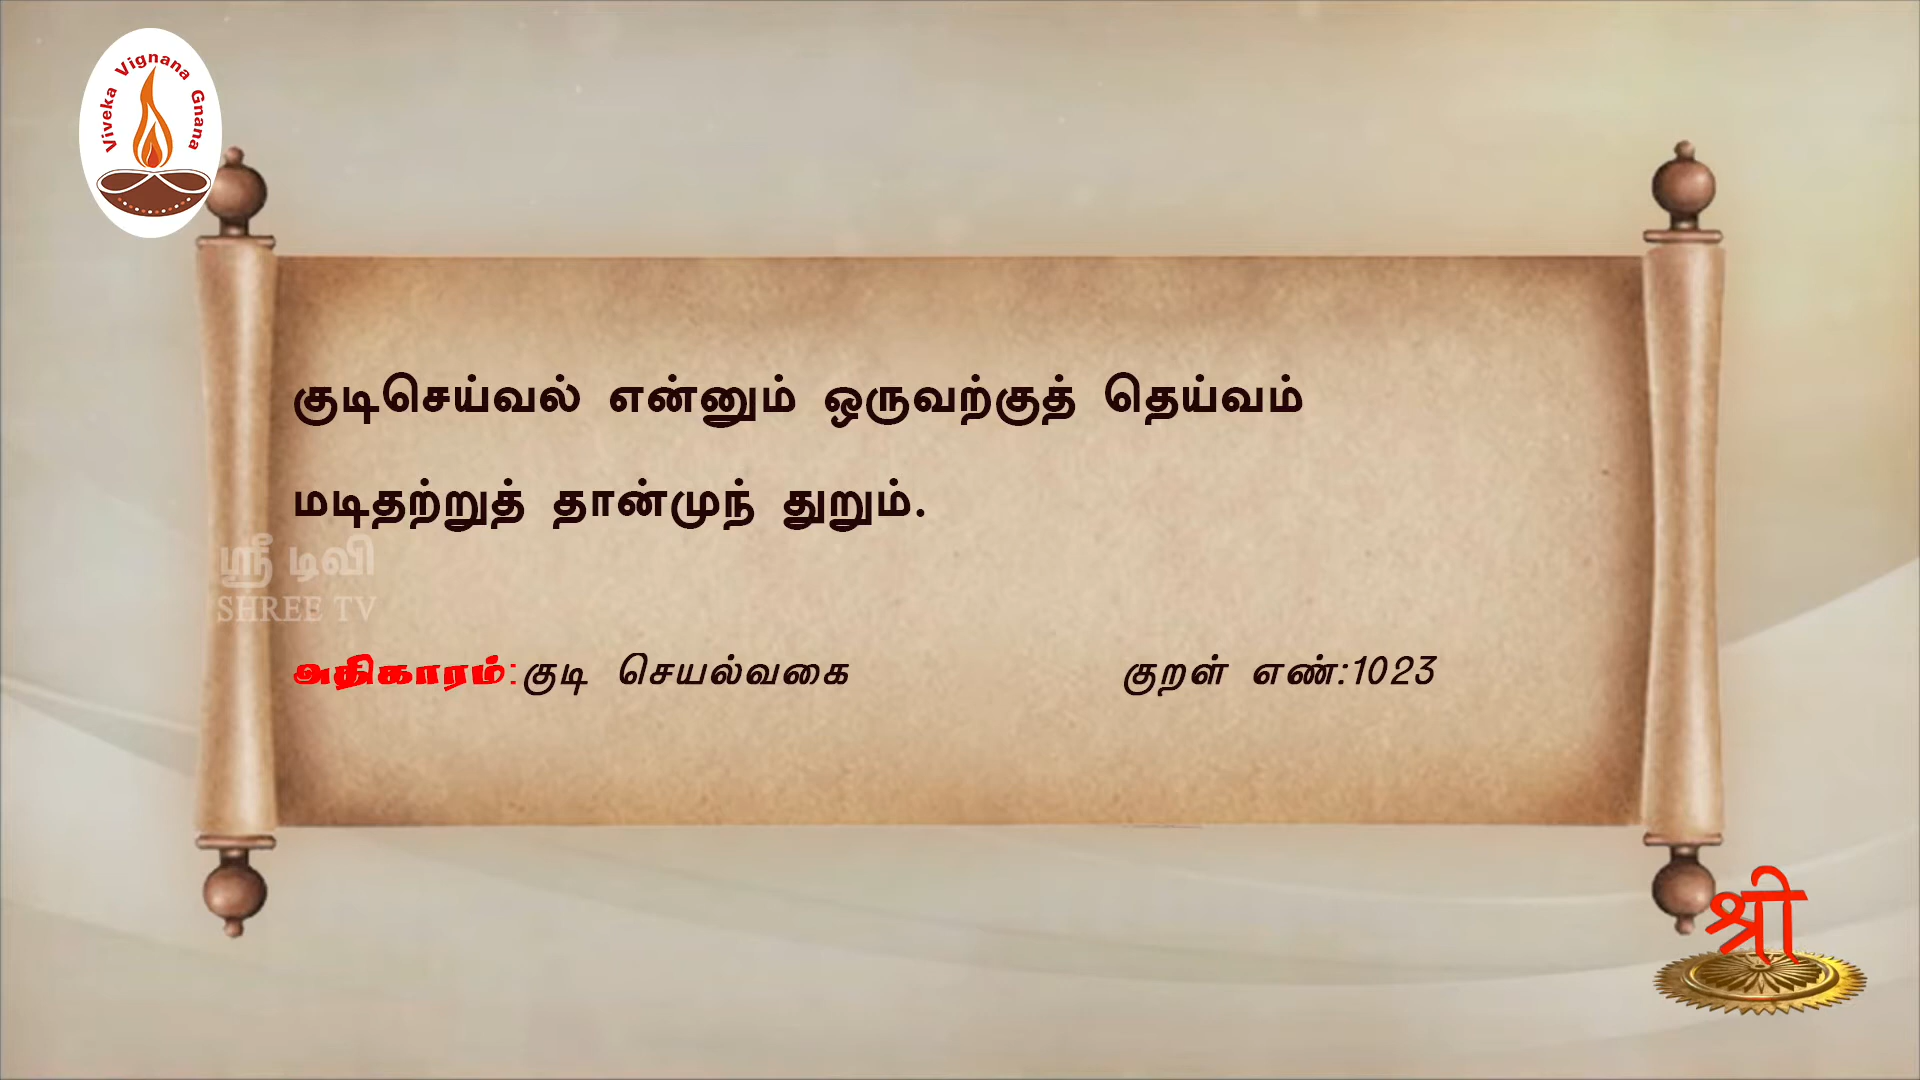 Viveka Vignana Gnana
குடிசெய்வல் என்னும் ஒருவற்குத் தெய்வம்
மடிதற்றுத் தான்முந் துறும்.
ஸ்ரீ டிவி
SHREE TV
அதிகாரம்:குடி செயல்வகை குறள் எண்:1023
श्री